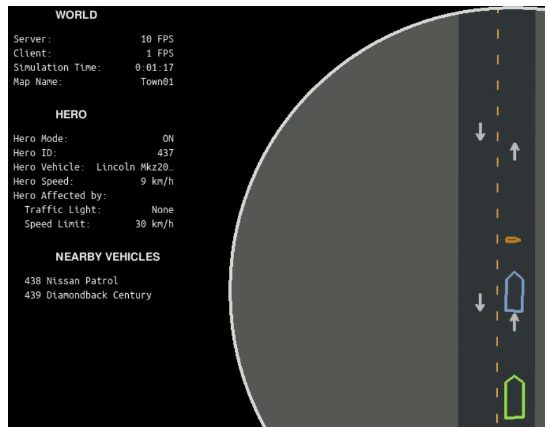 WORLD
Server: 10 FPS
Client: 1 FPS
Simulation Time: 0:01:17
Map Name: Town01
HERO
Hero Mode: ON
Hero ID: 437
Hero Vehicle: Lincoln Mkz20…
Hero Speed: 9 km/h
Hero Affected by:
Traffic Light: None
Speed Limit: 30 km/h
NEARBY VEHICLES
438 Nissan Patrol
439 Diamondback Century